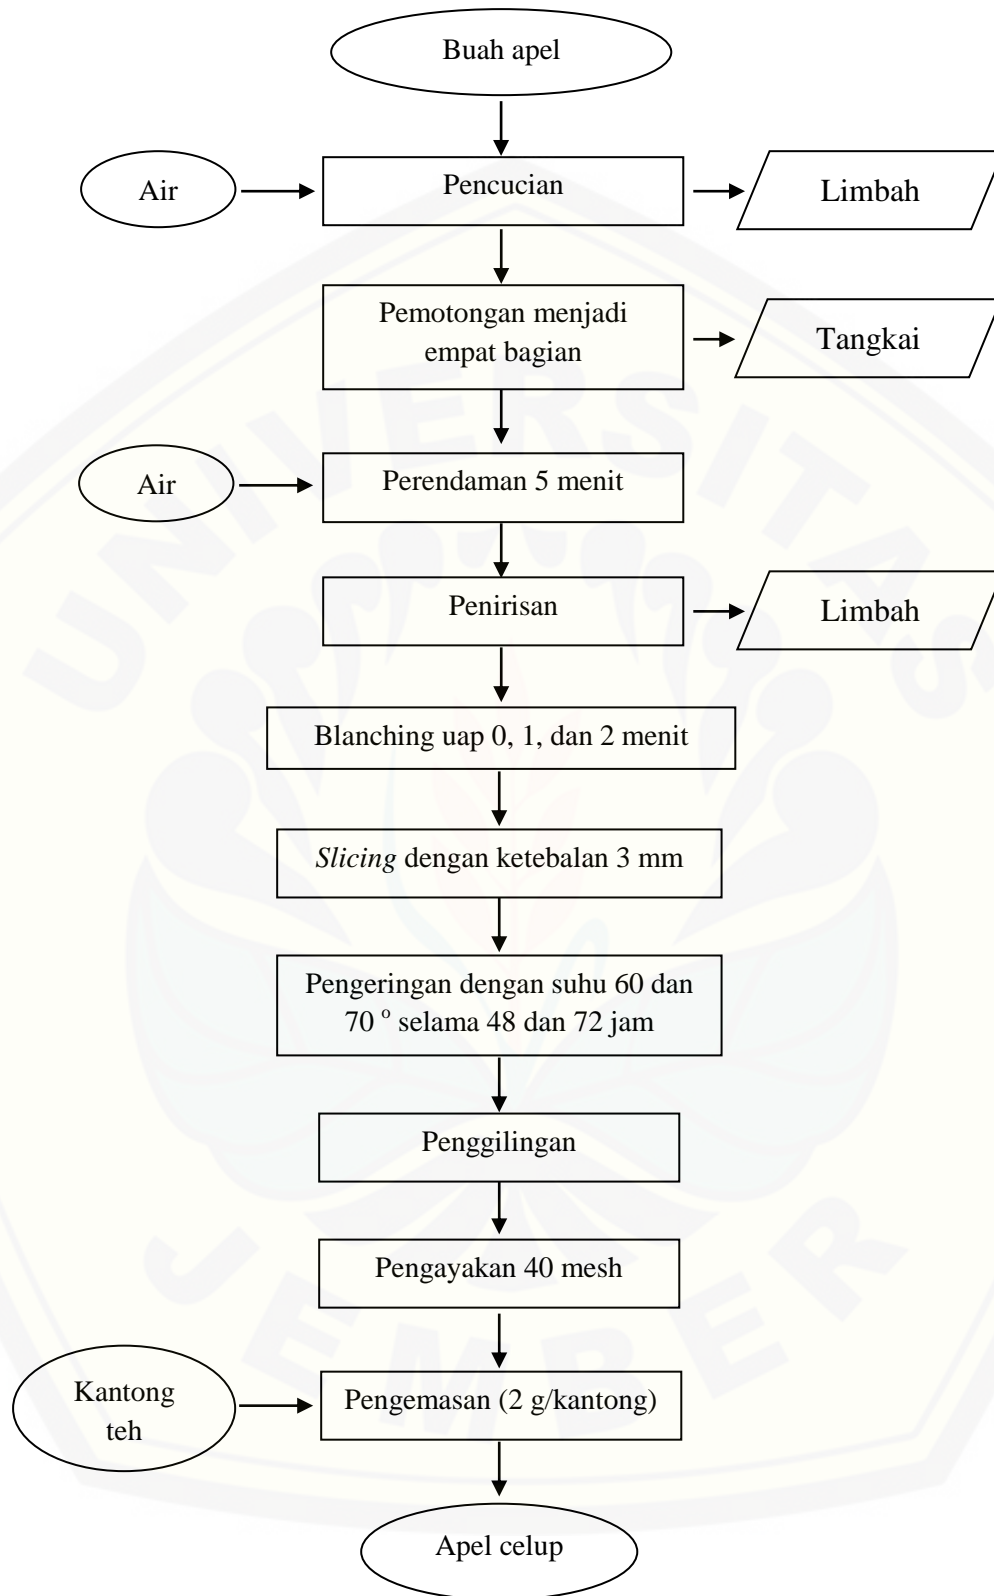 Buah apel
Air
Pencucian
Limbah
Pemotongan menjadi
empat bagian
Tangkai
Air
Perendaman 5 menit
Penirisan
Limbah
Blanching uap 0, 1, dan 2 menit
Slicing dengan ketebalan 3 mm
Pengeringan dengan suhu 60 dan
70 º selama 48 dan 72 jam
Penggilingan
Pengayakan 40 mesh
Kantong
teh
Pengemasan (2 g/kantong)
Apel celup
UNIVERSITAS
JEMBER